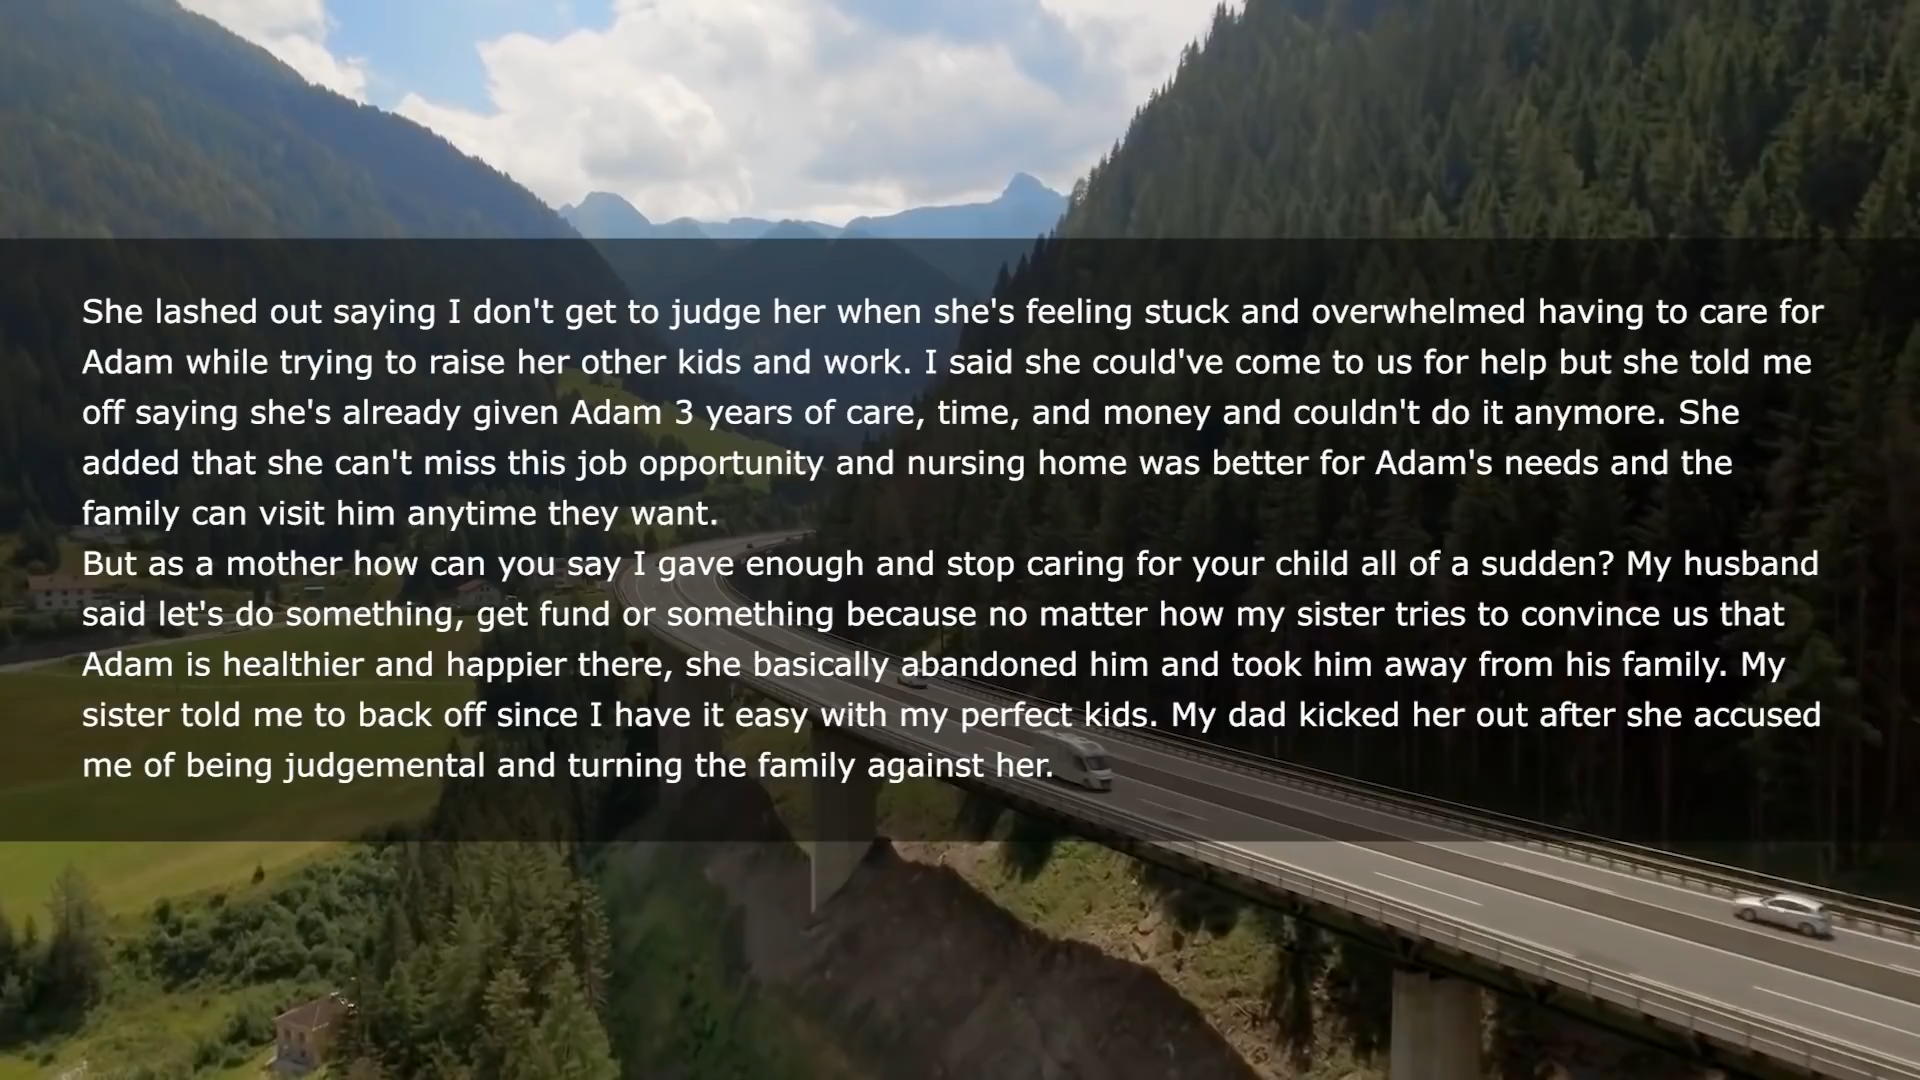 She lashed out saying I don't get to judge her when she's feeling stuck and overwhelmed having to care for
Adam while trying to raise her other kids and work. I said she could've come to us for help but she told me
off saying she's already given Adam 3 years of care, time, and money and couldn't do it anymore. She
added that she can't miss this job opportunity and nursing home was better for Adam's needs and the
family can visit him anytime they want.
But as a mother how can you say I gave enough and stop caring for your child all of a sudden? My husband
said let's do something, get fund or something because no matter how my sister tries to convince us that
Adam is healthier and happier there, she basically abandoned him and took him away from his family. My
sister told me to back off since I have it easy with my perfect kids. My dad kicked her out after she accused
me of being judgemental and turning the family against her.